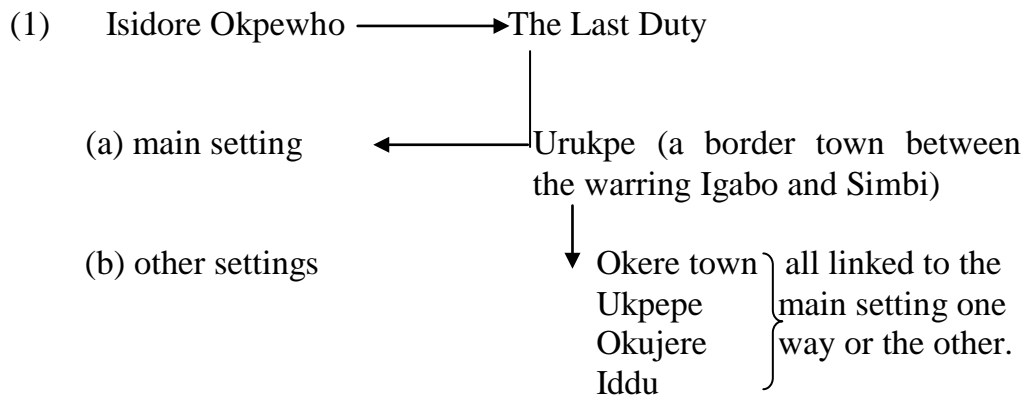 (1) Isidore Okpewho The Last Duty
(a) main setting Urukpe (a border town between
the warring Igabo and Simbi)
(b) other settings Okere town all linked to the
Ukpepe main setting one
Okujere way or the other.
Iddu